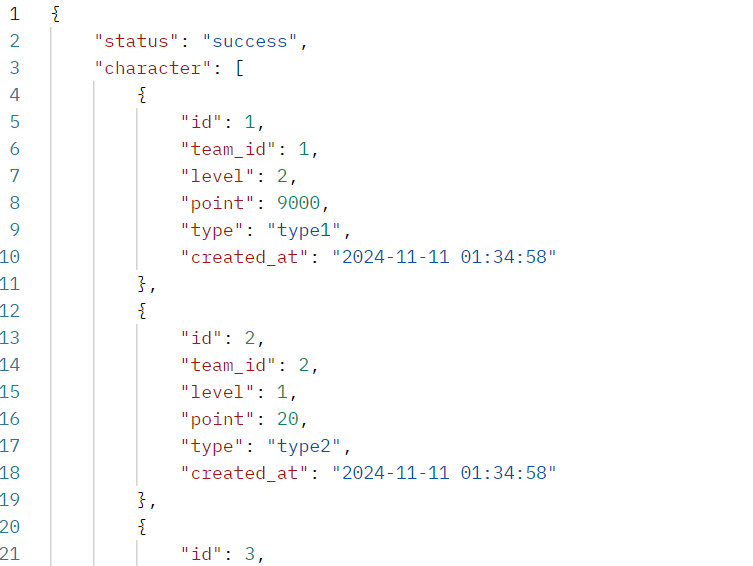 1 {
2 "status": "success",
3 "character": [
4 {
5 "id": 1,
6 "team_id": 1,
7 "level": 2,
8 "point": 9000,
9 "type": "type1",
10 "created_at": "2024-11-11 01:34:58"
11 },
12 {
13 "id": 2,
14 "team_id": 2,
15 "level": 1,
16 "point": 20,
17 "type": "type2",
18 "created_at": "2024-11-11 01:34:58"
19 },
20 {
21 "id": 3,